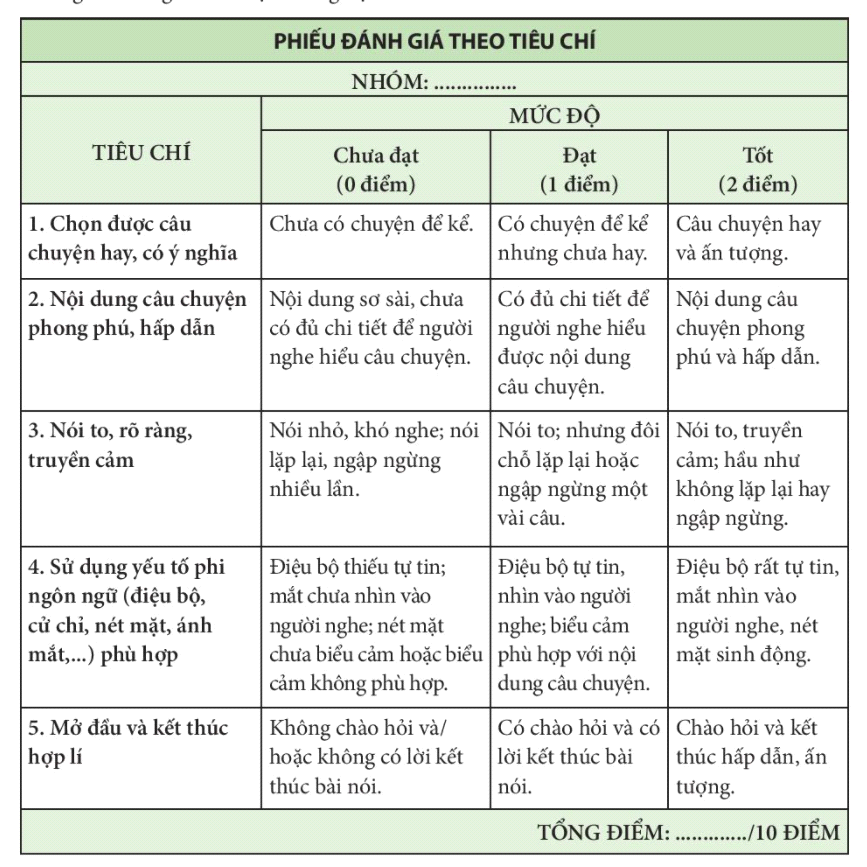 PHIẾU ĐÁNH GIÁ THEO TIÊU CHÍ
NHÓM: ...............
TIÊU CHÍ
MỨC ĐỘ
Chưa đạt
(0 điểm)
Đạt
(1 điểm)
Tốt
(2 điểm)
1. Chọn được câu
chuyện hay, có ý nghĩa
Chưa có chuyện để kể.
Có chuyện để kể
nhưng chưa hay.
Câu chuyện hay
và ấn tượng.
2. Nội dung câu chuyện
phong phú, hấp dẫn
Nội dung sơ sài, chưa
có đủ chi tiết để người
nghe hiểu câu chuyện.
Có đủ chi tiết để
người nghe hiểu
được nội dung
câu chuyện.
Nội dung câu
chuyện phong
phú và hấp dẫn.
3. Nói to, rõ ràng,
truyền cảm
Nói nhỏ, khó nghe; nói
lặp lại, ngập ngừng
nhiều lần.
Nói to; nhưng đôi
chỗ lặp lại hoặc
ngập ngừng một
vài câu.
Nói to, truyền
cảm; hầu như
không lặp lại hay
ngập ngừng.
4. Sử dụng yếu tố phi
ngôn ngữ (điệu bộ,
cử chỉ, nét mặt, ánh
mắt,...) phù hợp
Điệu bộ thiếu tự tin;
mắt chưa nhìn vào
người nghe; nét mặt
chưa biểu cảm hoặc biểu
cảm không phù hợp.
Điệu bộ tự tin,
nhìn vào người
nghe; biểu cảm
phù hợp với nội
dung câu chuyện.
Điệu bộ rất tự tin,
mắt nhìn vào
người nghe, nét
mặt sinh động.
5. Mở đầu và kết thúc
hợp lí
Không chào hỏi và/
hoặc không có lời kết
thúc bài nói.
Có chào hỏi và có
lời kết thúc bài
nói.
Chào hỏi và kết
thúc hấp dẫn, ấn
tượng.
TỔNG ĐIỂM: ............./10 ĐIỂM